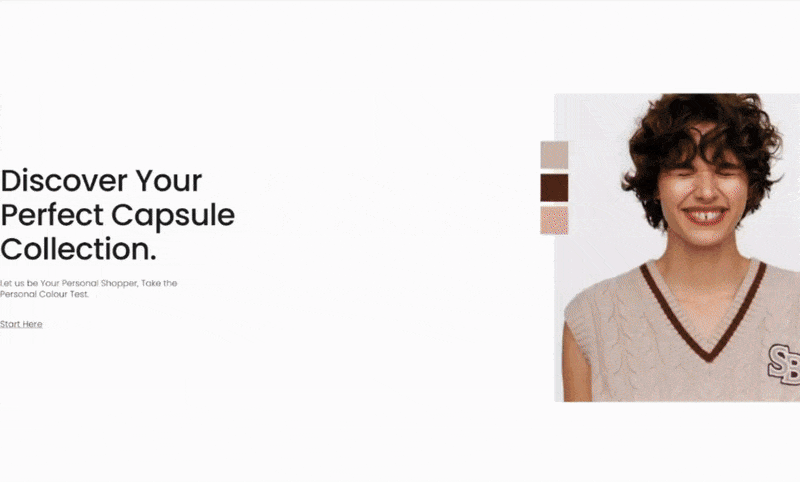 Discover Your
Perfect Capsule
Collection.
Let us be Your Personal Shopper, Take the
Personal Colour Test.
Start Here
SB